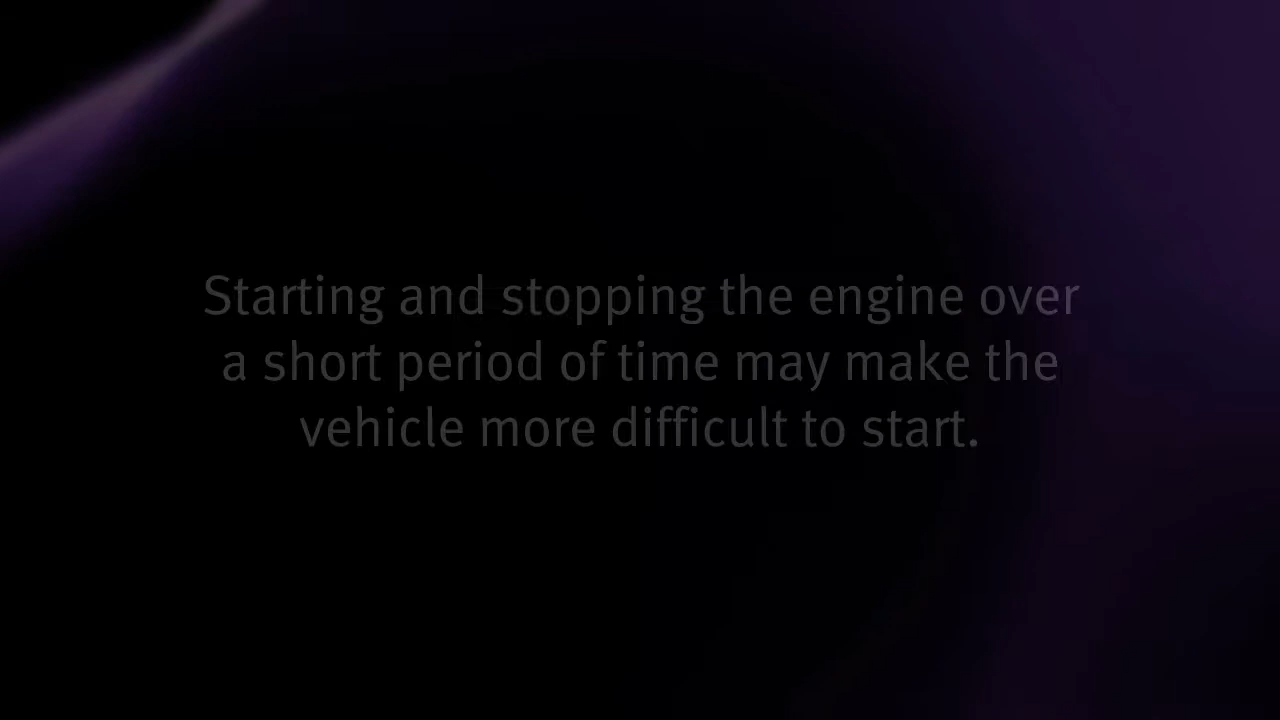 Starting and stopping the engine over
a short period of time may make the
vehicle more difficult to start.